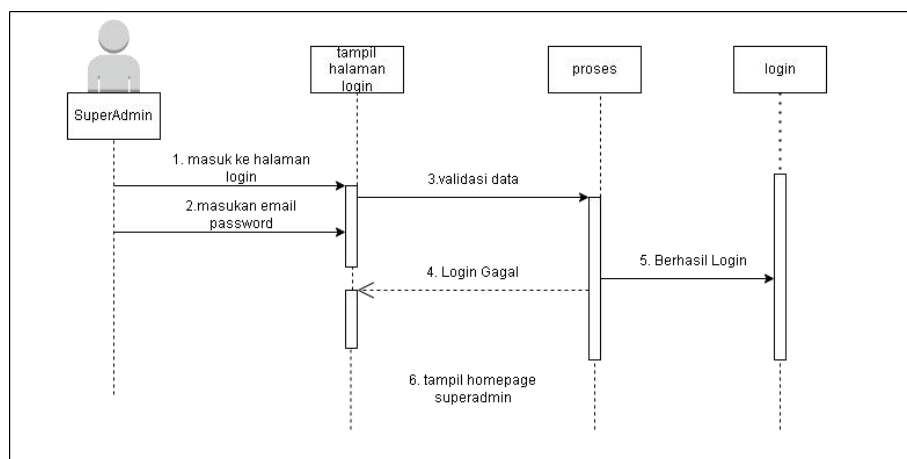 SuperAdmin
tampil
halaman
login
proses
login
1. masuk ke halaman
login
2.masukan email
password
3.validasi data
4. Login Gagal
5. Berhasil Login
6. tampil homepage
superadmin